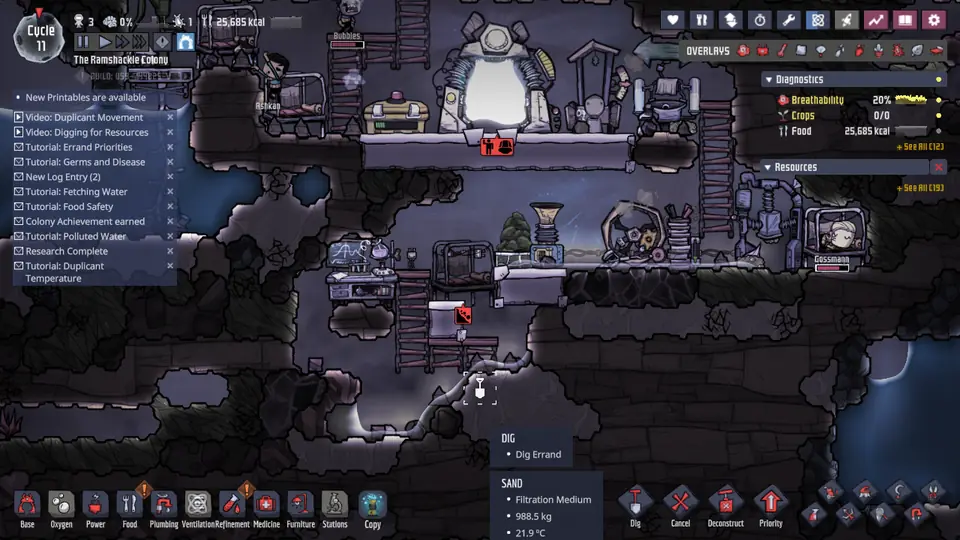 Cycle
11
3
0%
1
25,685 kcal
The Ramshackle Colony
New Printables are available
Video: Duplicant Movement
Video: Digging for Resources
Tutorial: Errand Priorities
Tutorial: Germs and Disease
New Log Entry (2)
Tutorial: Fetching Water
Tutorial: Food Safety
Colony Achievement earned
Tutorial: Polluted Water
Research Complete
Tutorial: Duplicant
Temperature
Bubbles
Ashkan
Gossmann
OVERLAYS
Diagnostics
Breathability 20%
Crops 0/0
Food 25,685 kcal
+ See All (12)
Resources
+ See All (19)
DIG
Dig Errand
SAND
Filtration Medium
988.5 kg
21.9 ºC
Base
Oxygen
Power
Food
Plumbing
Ventilation
Refinement
Medicine
Furniture
Stations
Copy
Dig
Cancel
Deconstruct
Priority